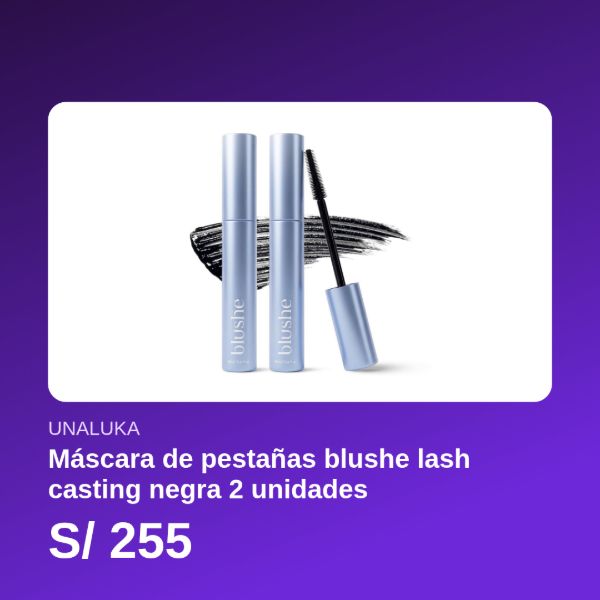 blushe
blushe
UNALUKA
Máscara de pestañas blushe lash
casting negra 2 unidades
S/ 255